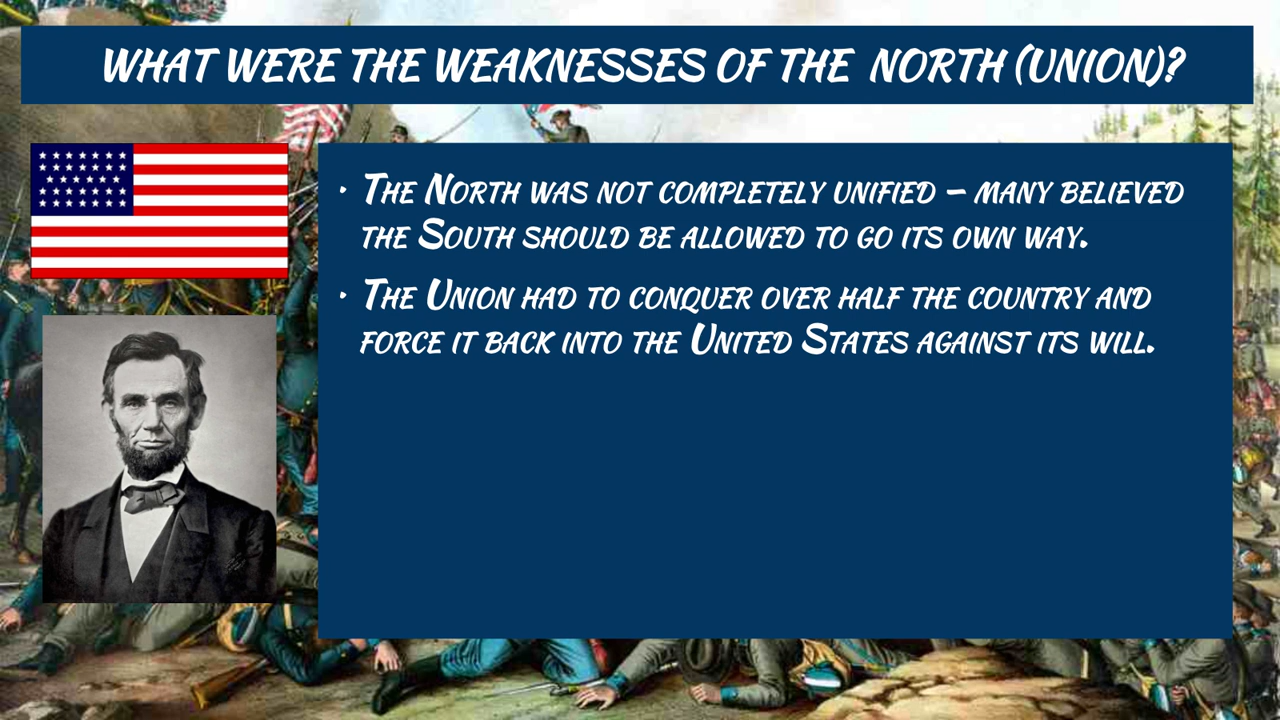 WHAT WERE THE WEAKNESSES OF THE NORTH (UNION)?
• THE NORTH WAS NOT COMPLETELY UNIFIED – MANY BELIEVED
THE SOUTH SHOULD BE ALLOWED TO GO ITS OWN WAY.
• THE UNION HAD TO CONQUER OVER HALF THE COUNTRY AND
FORCE IT BACK INTO THE UNITED STATES AGAINST ITS WILL.